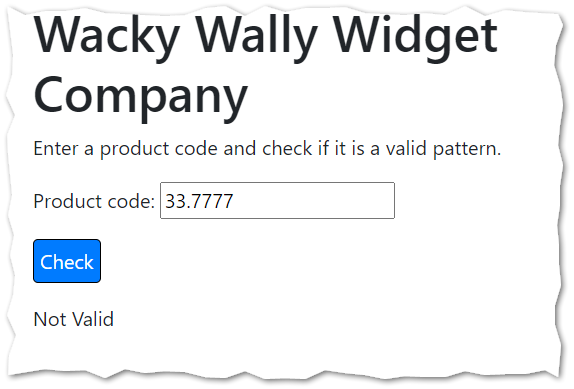 Wacky Wally Widget
Company
Enter a product code and check if it is a valid pattern.
Product code: 33.7777
Check
Not Valid